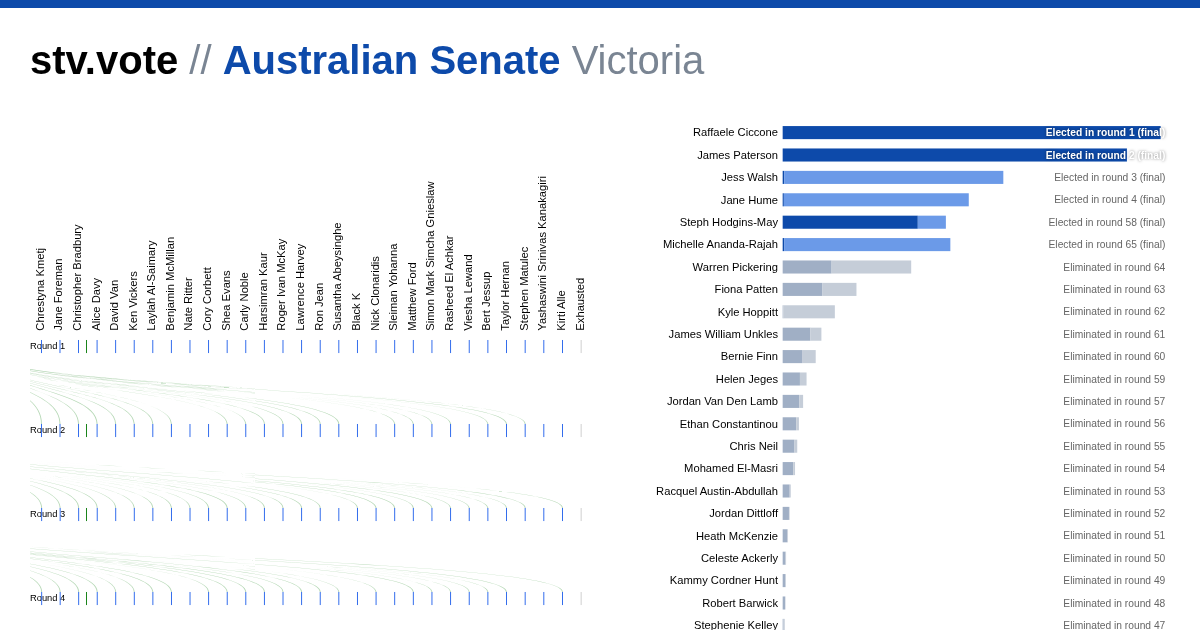 stv.vote // Australian Senate Victoria
Chrestyna Kmetj
Jane Foreman
Christopher Bradbury
Alice Davy
David Van
Ken Vickers
Laylah Al-Saimary
Benjamin McMillan
Nate Ritter
Cory Corbett
Shea Evans
Carly Noble
Harsimran Kaur
Roger Ivan McKay
Lawrence Harvey
Ron Jean
Susantha Abeysinghe
Black K
Nick Clonaridis
Sleiman Yohanna
Matthew Ford
Simon Mark Simcha Gnieslaw
Rasheed El Achkar
Viesha Lewand
Bert Jessup
Taylor Hernan
Stephen Matulec
Yashaswini Srinivas Kanakagiri
Kirti Alle
Exhausted
Round 1
Round 2
Round 3
Round 4
Raffaele Ciccone Elected in round 1 (final)
James Paterson Elected in round 2 (final)
Jess Walsh Elected in round 3 (final)
Jane Hume Elected in round 4 (final)
Steph Hodgins-May Elected in round 58 (final)
Michelle Ananda-Rajah Elected in round 65 (final)
Warren Pickering Eliminated in round 64
Fiona Patten Eliminated in round 63
Kyle Hoppitt Eliminated in round 62
James William Unkles Eliminated in round 61
Bernie Finn Eliminated in round 60
Helen Jeges Eliminated in round 59
Jordan Van Den Lamb Eliminated in round 57
Ethan Constantinou Eliminated in round 56
Chris Neil Eliminated in round 55
Mohamed El-Masri Eliminated in round 54
Racquel Austin-Abdullah Eliminated in round 53
Jordan Dittloff Eliminated in round 52
Heath McKenzie Eliminated in round 51
Celeste Ackerly Eliminated in round 50
Kammy Cordner Hunt Eliminated in round 49
Robert Barwick Eliminated in round 48
Stephenie Kelley Eliminated in round 47